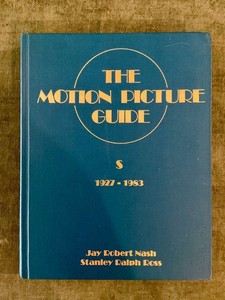 THE
MOTION PICTURE
GUIDE
S
1927 - 1983
Jay Robert Nash
Stanley Ralph Ross